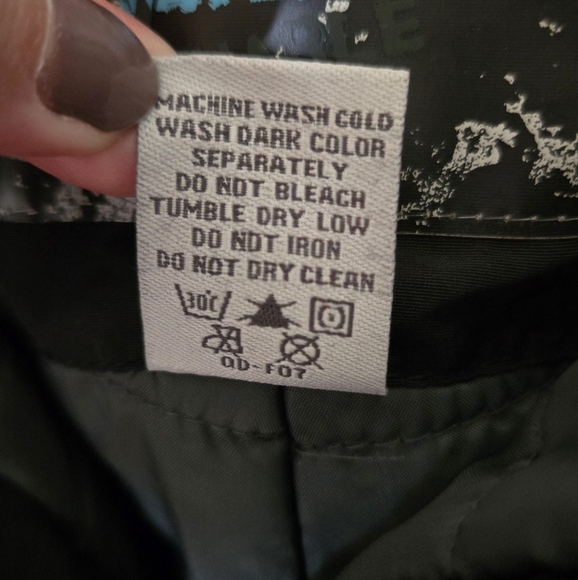 MACHINE WASH COLD
WASH DARK COLOR
SEPARATELY
DO NOT BLEACH
TUMBLE DRY LOW
DO NOT IRON
DO NOT DRY CLEAN
30°C
QD-F07